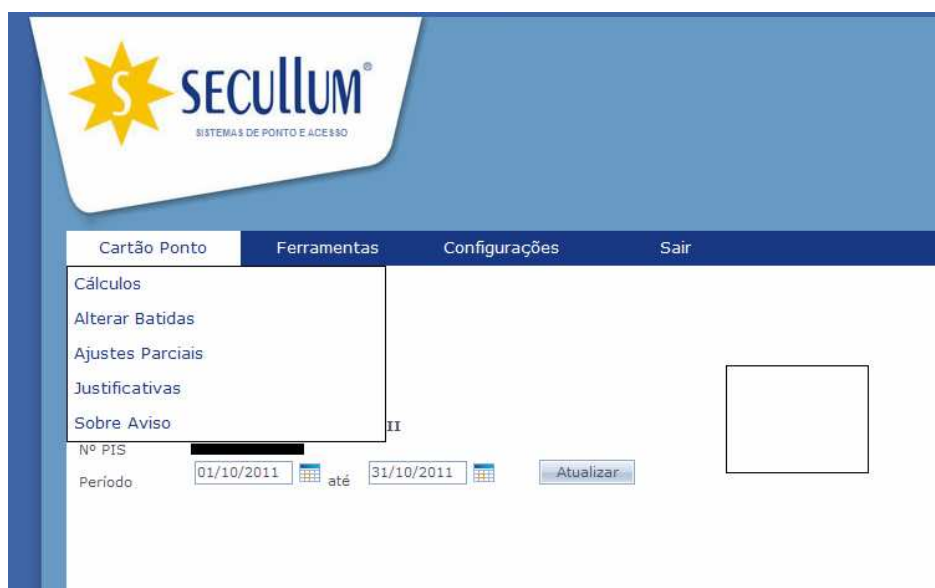 S SECULLUM®
SISTEMAS DE PONTO E ACESSO
Cartão Ponto Ferramentas Configurações Sair
Cálculos
Alterar Batidas
Ajustes Parciais
Justificativas
Sobre Aviso
II
Nº PIS
Período 01/10/2011 até 31/10/2011 Atualizar